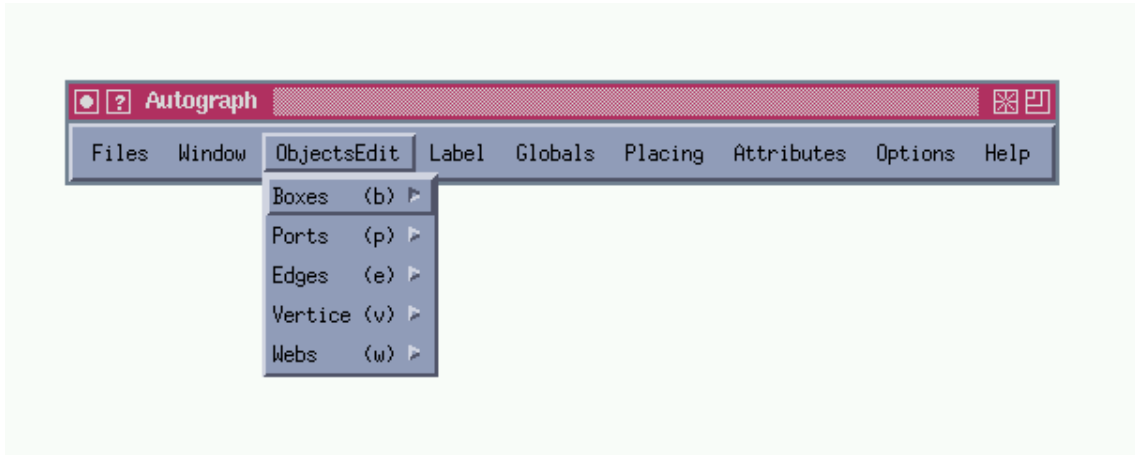 ? Autograph
Files Window ObjectsEdit Label Globals Placing Attributes Options Help
Boxes (b)
Ports (p)
Edges (e)
Vertice (v)
Webs (w)